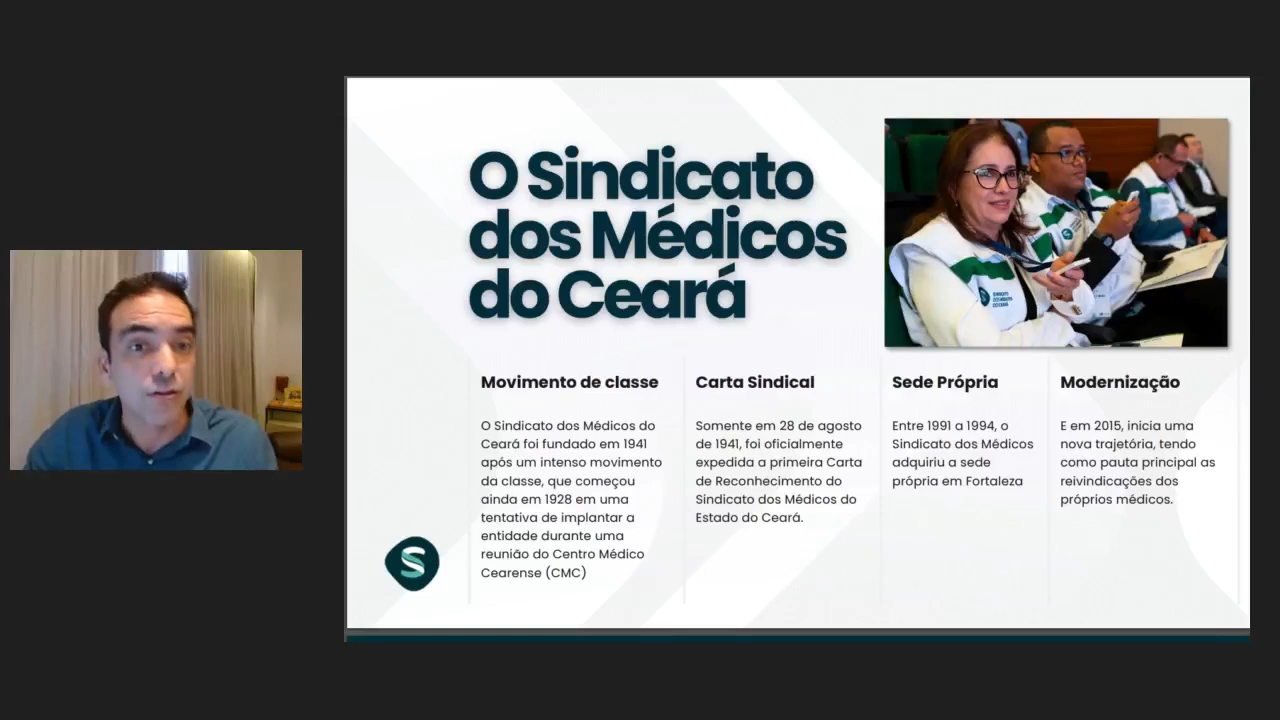 O Sindicato
dos Médicos
do Ceará
Movimento de classe
O Sindicato dos Médicos do
Ceará foi fundado em 1941
após um intenso movimento
da classe, que começou
ainda em 1928 em uma
tentativa de implantar a
entidade durante uma
reunião do Centro Médico
Cearense (CMC)
Carta Sindical
Somente em 28 de agosto
de 1941, foi oficialmente
expedida a primeira Carta
de Reconhecimento do
Sindicato dos Médicos do
Estado do Ceará.
Sede Própria
Entre 1991 a 1994, o
Sindicato dos Médicos
adquiriu a sede
própria em Fortaleza
Modernização
E em 2015, inicia uma
nova trajetória, tendo
como pauta principal as
reivindicações dos
próprios médicos.
S